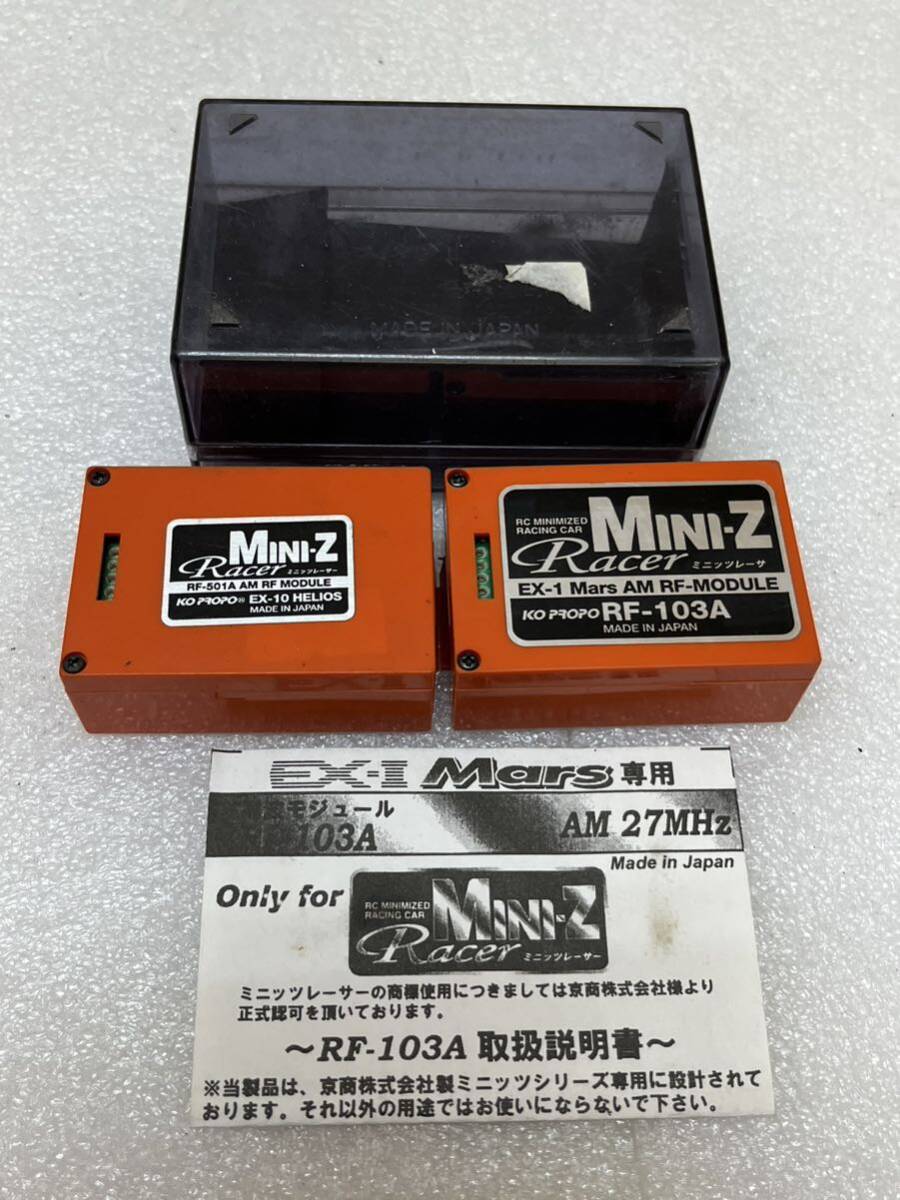 MADE IN JAPAN
MINI-Z
Racer ミニッツレーサー
RF-501A AM RF MODULE
KO PROPO® EX-10 HELIOS
MADE IN JAPAN
RC MINIMIZED
RACING CAR
MINI-Z
Racer ミニッツレーサ
EX-1 Mars AM RF-MODULE
KO PROPO RF-103A
MADE IN JAPAN
EX-1 Mars 専用
モジュール
103A
AM 27MHz
Made in Japan
Only for
RC MINIMIZED
RACING CAR
MINI-Z
Racer ミニッツレーサー
ミニッツレーサーの商標使用につきましては京商株式会社様より
正式認可を頂いております。
～RF-103A 取扱説明書～
※当製品は、京商株式会社製ミニッツシリーズ専用に設計されて
おります。それ以外の用途ではお使いにならないで下さい。